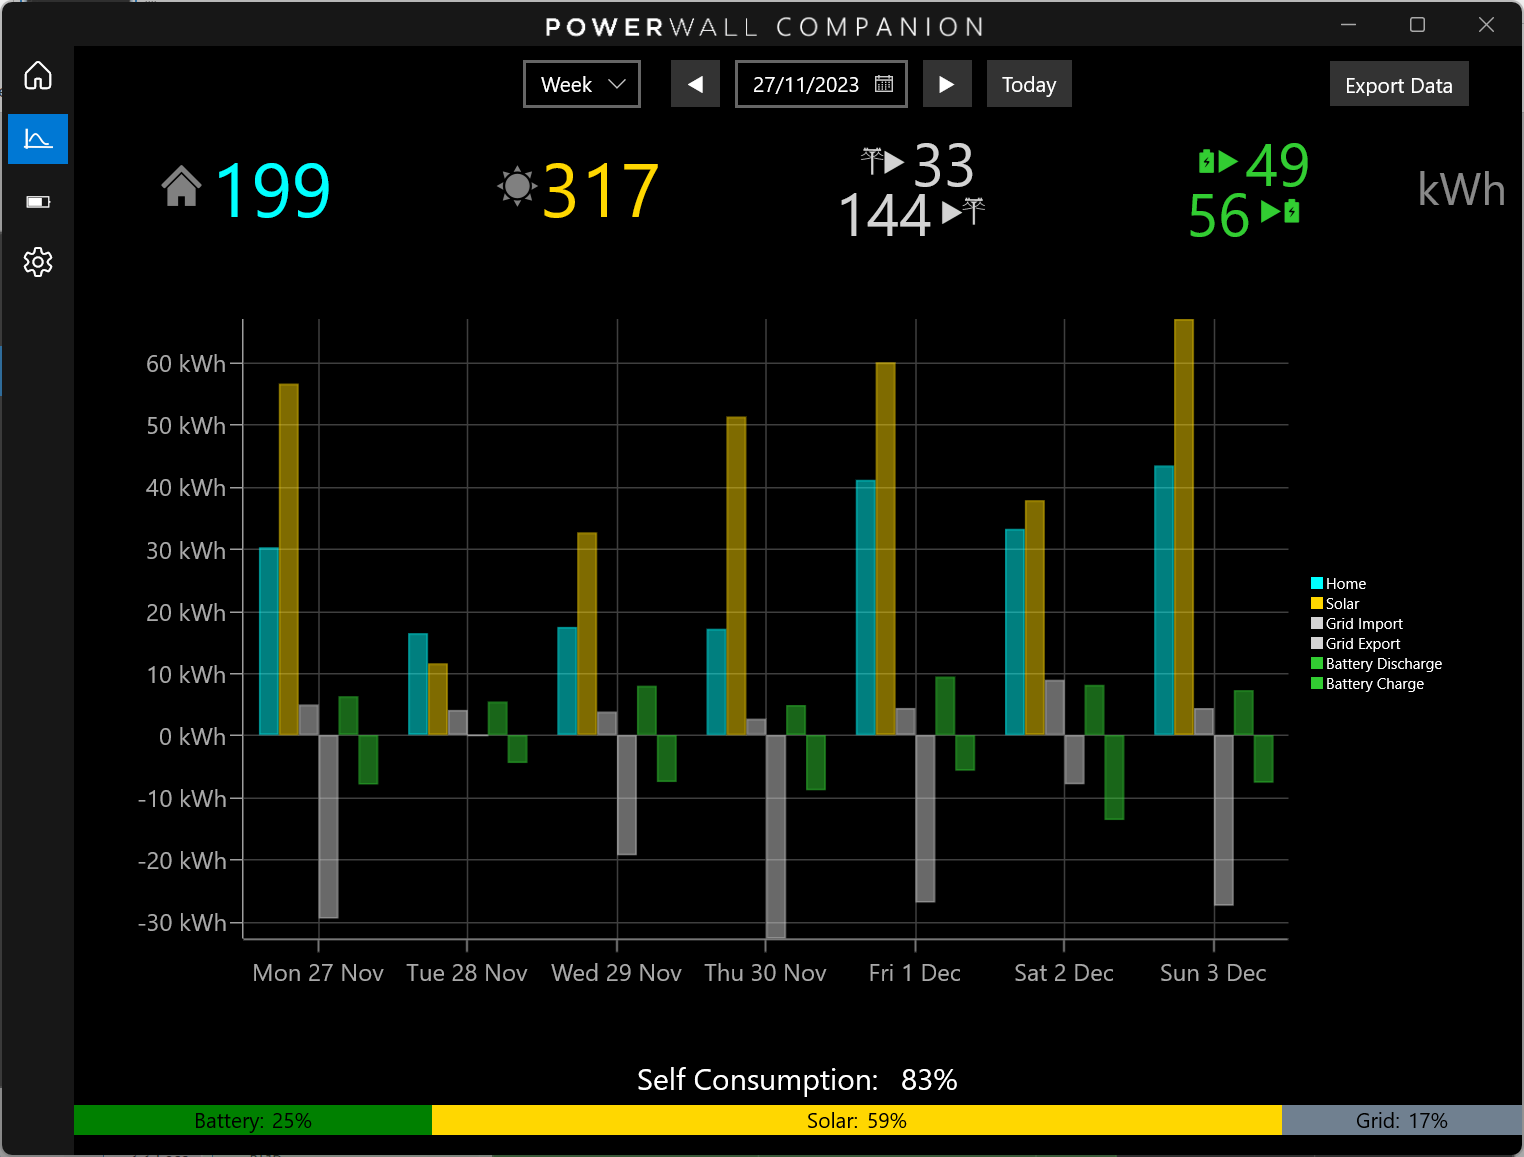 POWERWALL COMPANION
Week
27/11/2023
Today
Export Data
199
317
33
144
49
56
kWh
60 kWh
50 kWh
40 kWh
30 kWh
20 kWh
10 kWh
0 kWh
-10 kWh
-20 kWh
-30 kWh
Mon 27 Nov
Tue 28 Nov
Wed 29 Nov
Thu 30 Nov
Fri 1 Dec
Sat 2 Dec
Sun 3 Dec
Home
Solar
Grid Import
Grid Export
Battery Discharge
Battery Charge
Self Consumption: 83%
Battery: 25%
Solar: 59%
Grid: 17%